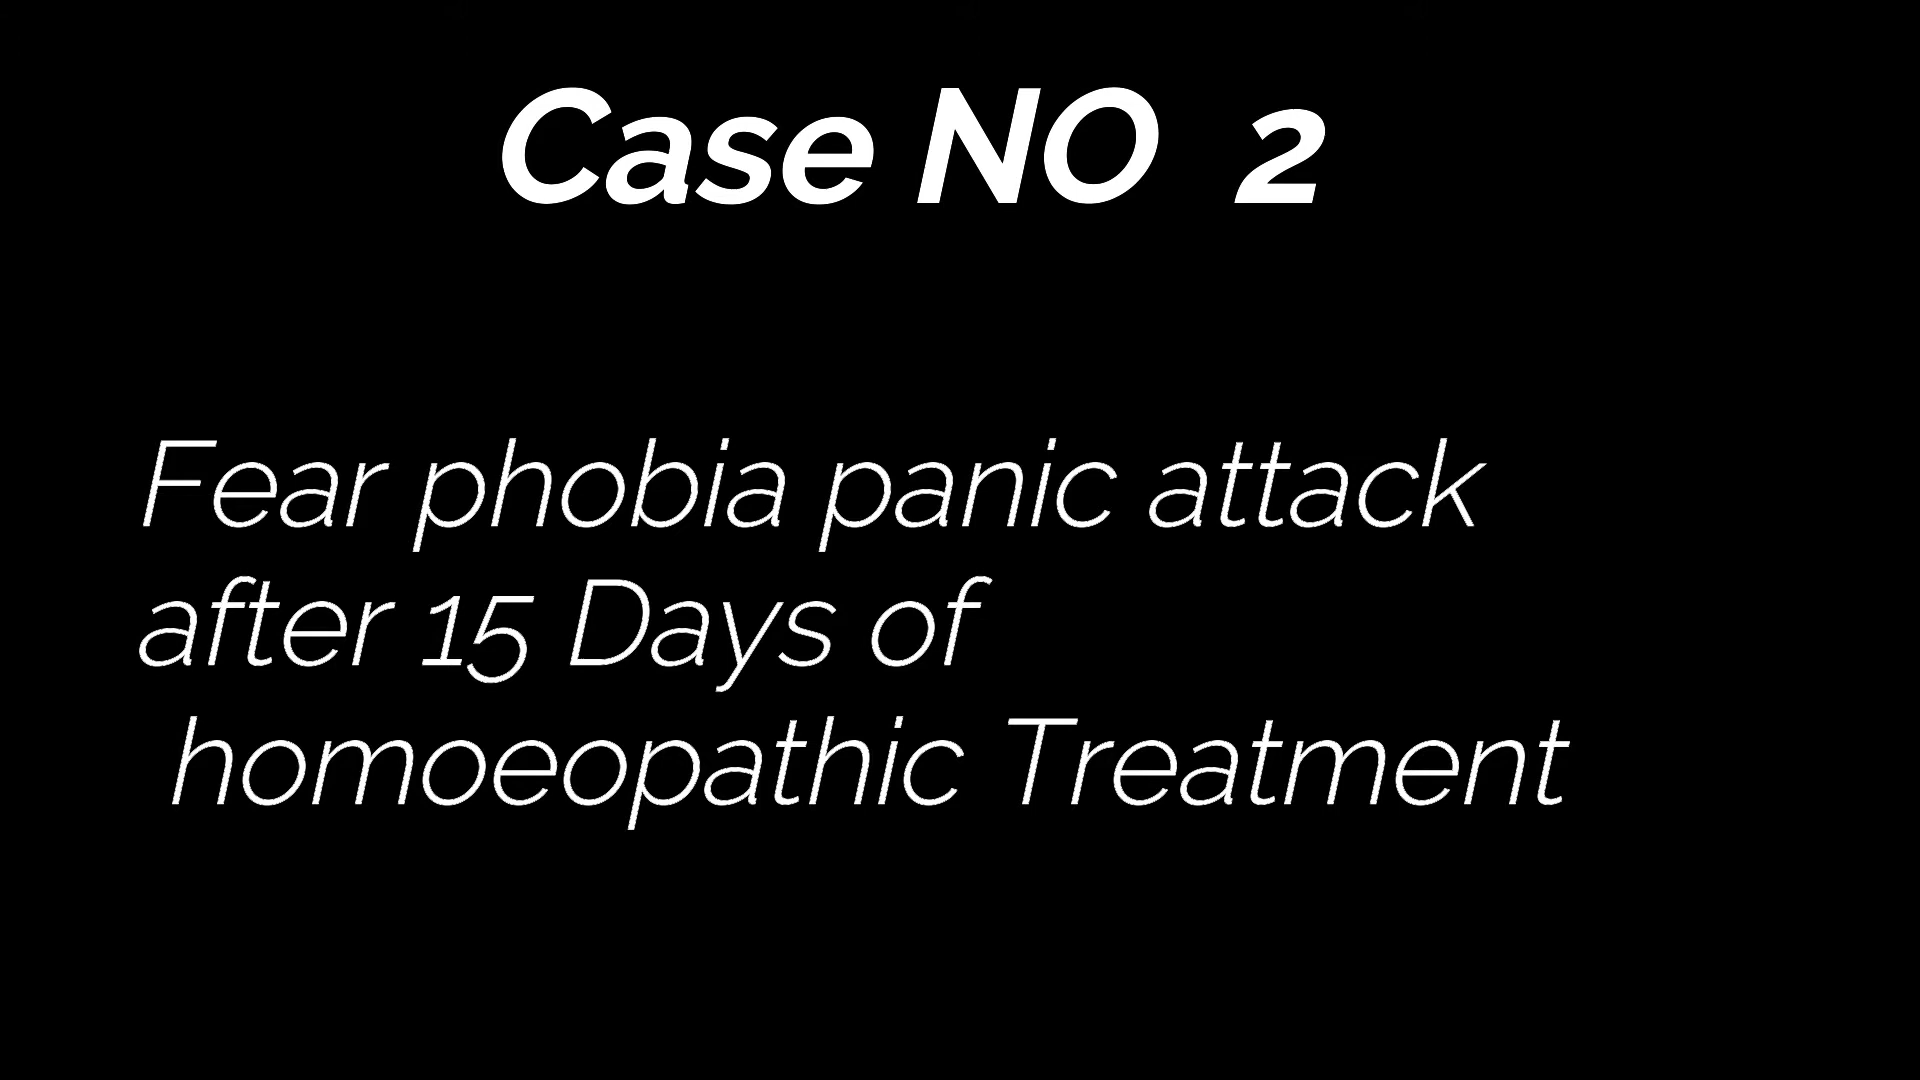 Case NO 2
Fear phobia panic attack
after 15 Days of
homoeopathic Treatment